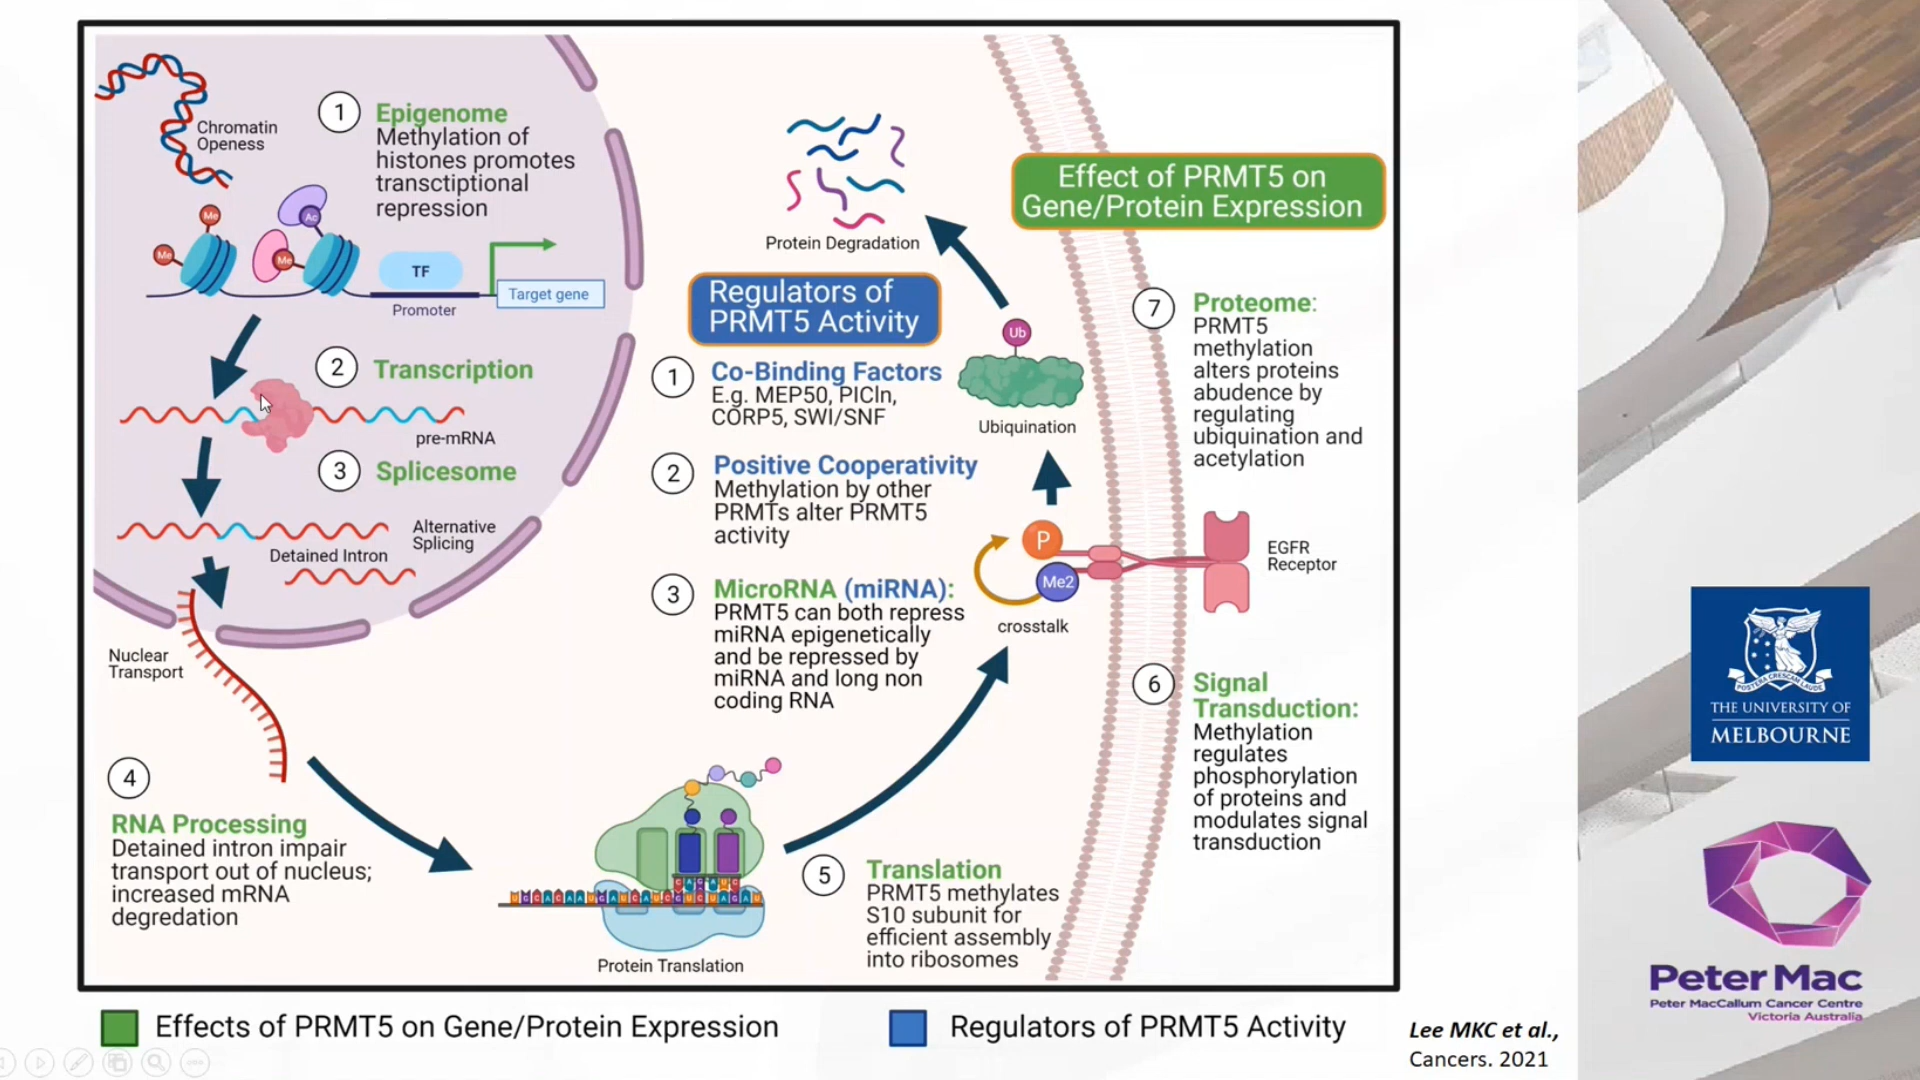 Chromatin
Openess
1
Epigenome
Methylation of
histones promotes
transctiptional
repression
Me
Ac
Me
Me
TF
Promoter
Target gene
2
Transcription
pre-mRNA
3
Splicesome
Alternative
Splicing
Detained Intron
Nuclear
Transport
4
RNA Processing
Detained intron impair
transport out of nucleus;
increased mRNA
degredation
Protein Degradation
Regulators of
PRMT5 Activity
1
Co-Binding Factors
E.g. MEP50, PICln,
CORP5, SWI/SNF
2
Positive Cooperativity
Methylation by other
PRMTs alter PRMT5
activity
3
MicroRNA (miRNA):
PRMT5 can both repress
miRNA epigenetically
and be repressed by
miRNA and long non
coding RNA
Protein Translation
5
Translation
PRMT5 methylates
S10 subunit for
efficient assembly
into ribosomes
Ub
Ubiquination
P
Me2
crosstalk
EGFR
Receptor
Effect of PRMT5 on
Gene/Protein Expression
7
Proteome:
PRMT5
methylation
alters proteins
abudence by
regulating
ubiquination and
acetylation
6
Signal
Transduction:
Methylation
regulates
phosphorylation
of proteins and
modulates signal
transduction
Effects of PRMT5 on Gene/Protein Expression
Regulators of PRMT5 Activity
Lee MKC et al.,
Cancers. 2021
POSTERA CRESCAM LAUDE
THE UNIVERSITY OF
MELBOURNE
Peter Mac
Peter MacCallum Cancer Centre
Victoria Australia